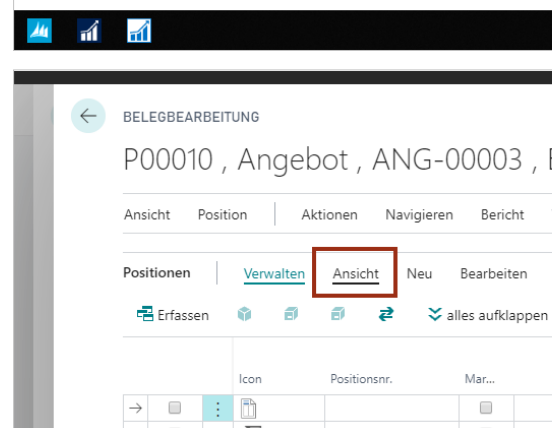 BELEGBEARBEITUNG
P00010 , Angebot , ANG-00003 ,
Ansicht Position Aktionen Navigieren Bericht
Positionen Verwalten Ansicht Neu Bearbeiten
Erfassen alles aufklappen
Icon Positionsnr. Mar...